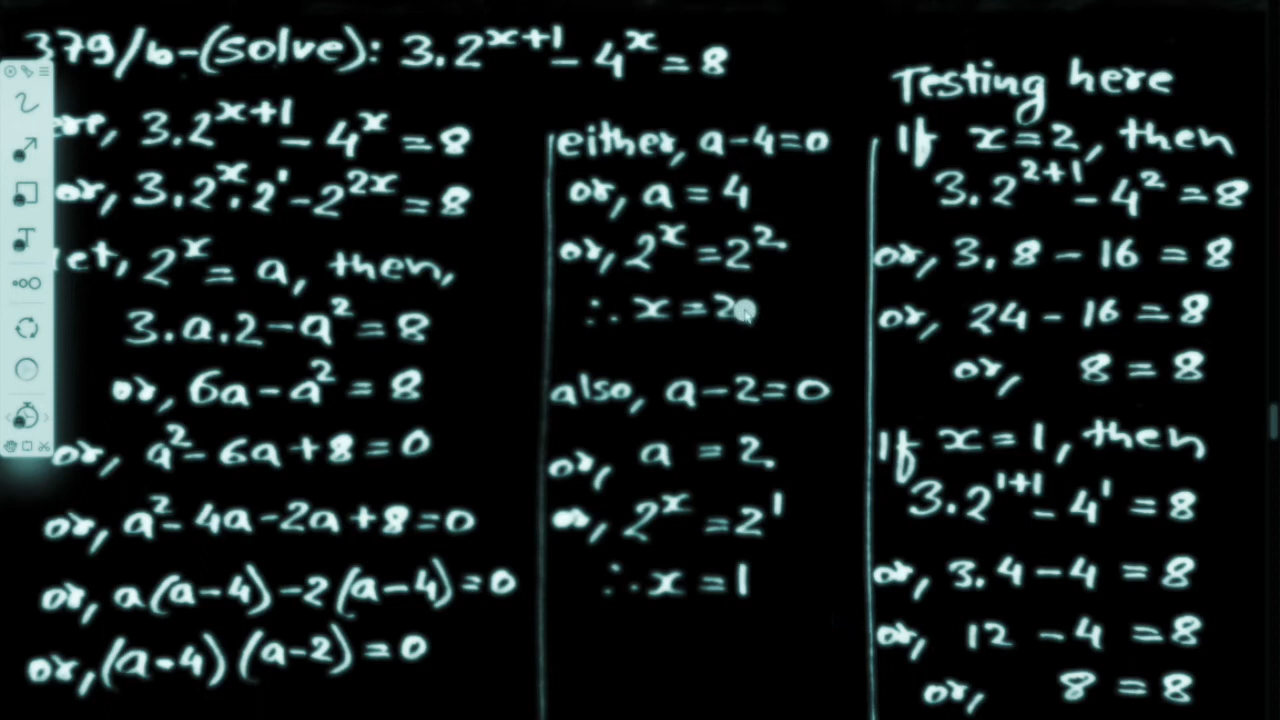 379/b-(solve): 3.2^{x+1} - 4^x = 8
ere, 3.2^{x+1} - 4^x = 8
or, 3.2^x.2^1 - 2^{2x} = 8
let, 2^x = a, then,
3.a.2 - a^2 = 8
or, 6a - a^2 = 8
or, a^2 - 6a + 8 = 0
or, a^2 - 4a - 2a + 8 = 0
or, a(a-4) - 2(a-4) = 0
or, (a-4)(a-2) = 0
either, a-4=0
or, a = 4
or, 2^x = 2^2
∴ x = 2
also, a-2=0
or, a = 2
or, 2^x = 2^1
∴ x = 1
Testing here
If x = 2, then
3.2^{2+1} - 4^2 = 8
or, 3.8 - 16 = 8
or, 24 - 16 = 8
or, 8 = 8
If x = 1, then
3.2^{1+1} - 4^1 = 8
or, 3.4 - 4 = 8
or, 12 - 4 = 8
or, 8 = 8